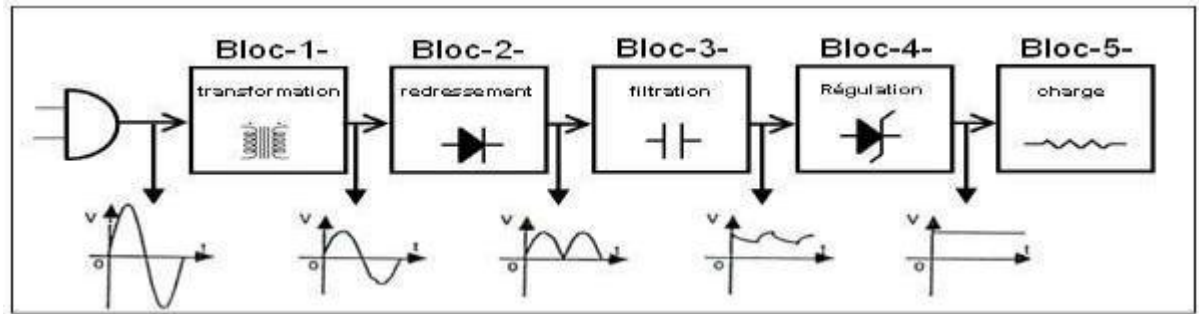 Bloc-1-
Bloc-2-
Bloc-3-
Bloc-4-
Bloc-5-
transformation
redressement
filtration
Régulation
charge
V
t
o
V
t
o
V
t
o
V
t
o
V
t
o